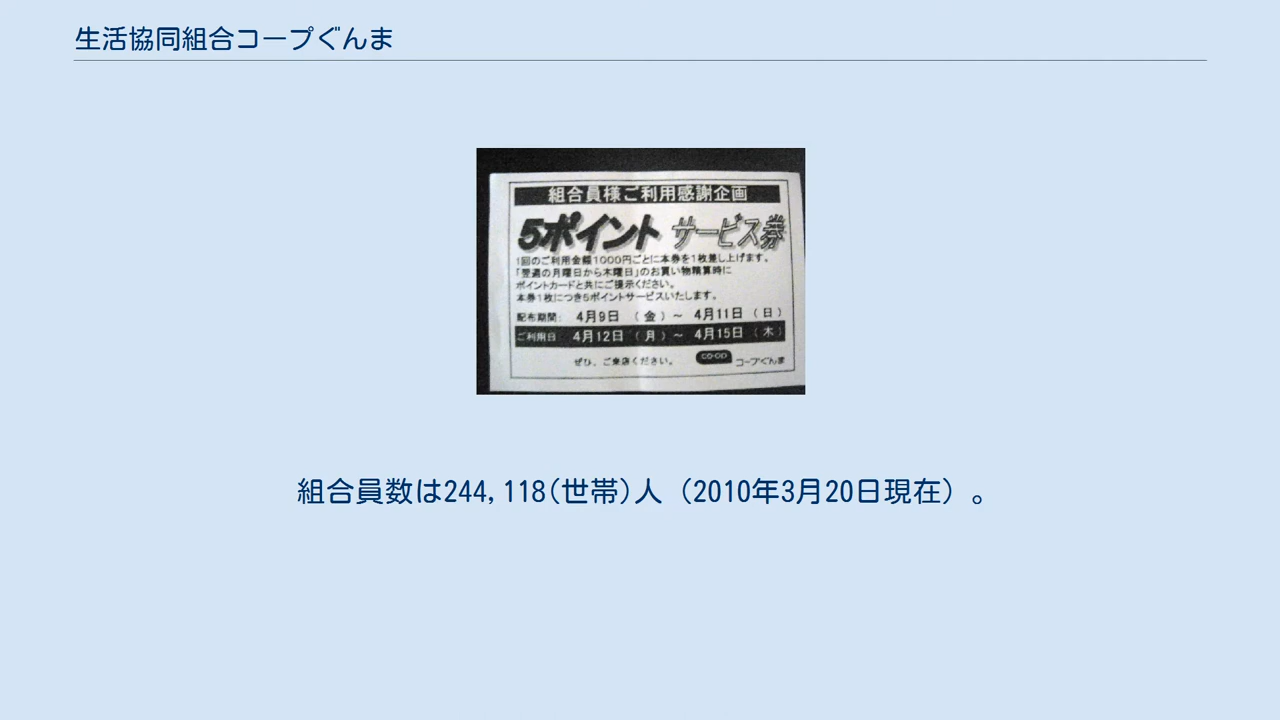 生活協同組合コープぐんま
組合員様ご利用感謝企画
5ポイント サービス券
1回のご利用金額1000円ごとに本券を1枚差し上げます。
「翌週の月曜日から木曜日」のお買い物精算時に
ポイントカードと共にご提示ください。
本券1枚につき5ポイントサービスいたします。
配布期間: 4月9日 (金) ~ 4月11日 (日)
ご利用日 4月12日 (月) ~ 4月15日 (木)
ぜひ、ご来店ください。 CO-OP コープぐんま
組合員数は244,118(世帯)人（2010年3月20日現在）。